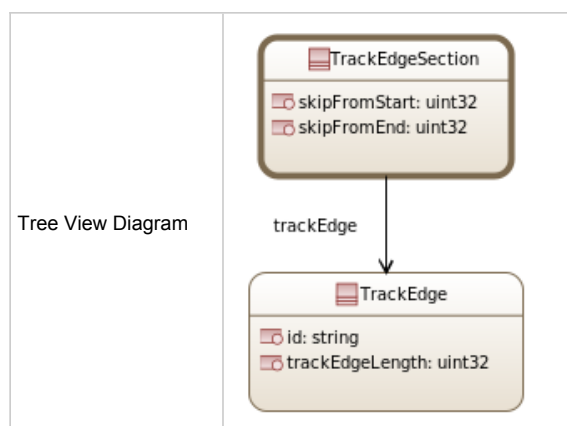 Tree View Diagram
TrackEdgeSection
skipFromStart: uint32
skipFromEnd: uint32
trackEdge
TrackEdge
id: string
trackEdgeLength: uint32